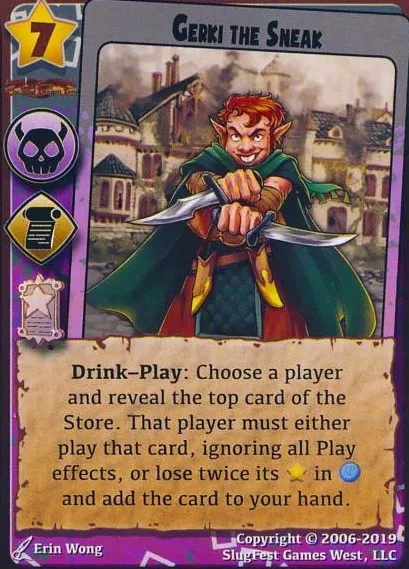 7
GERKI THE SNEAK
Drink–Play: Choose a player
and reveal the top card of the
Store. That player must either
play that card, ignoring all Play
effects, or lose twice its in
and add the card to your hand.
Erin Wong
Copyright © 2006-2019
SlugFest Games West, LLC